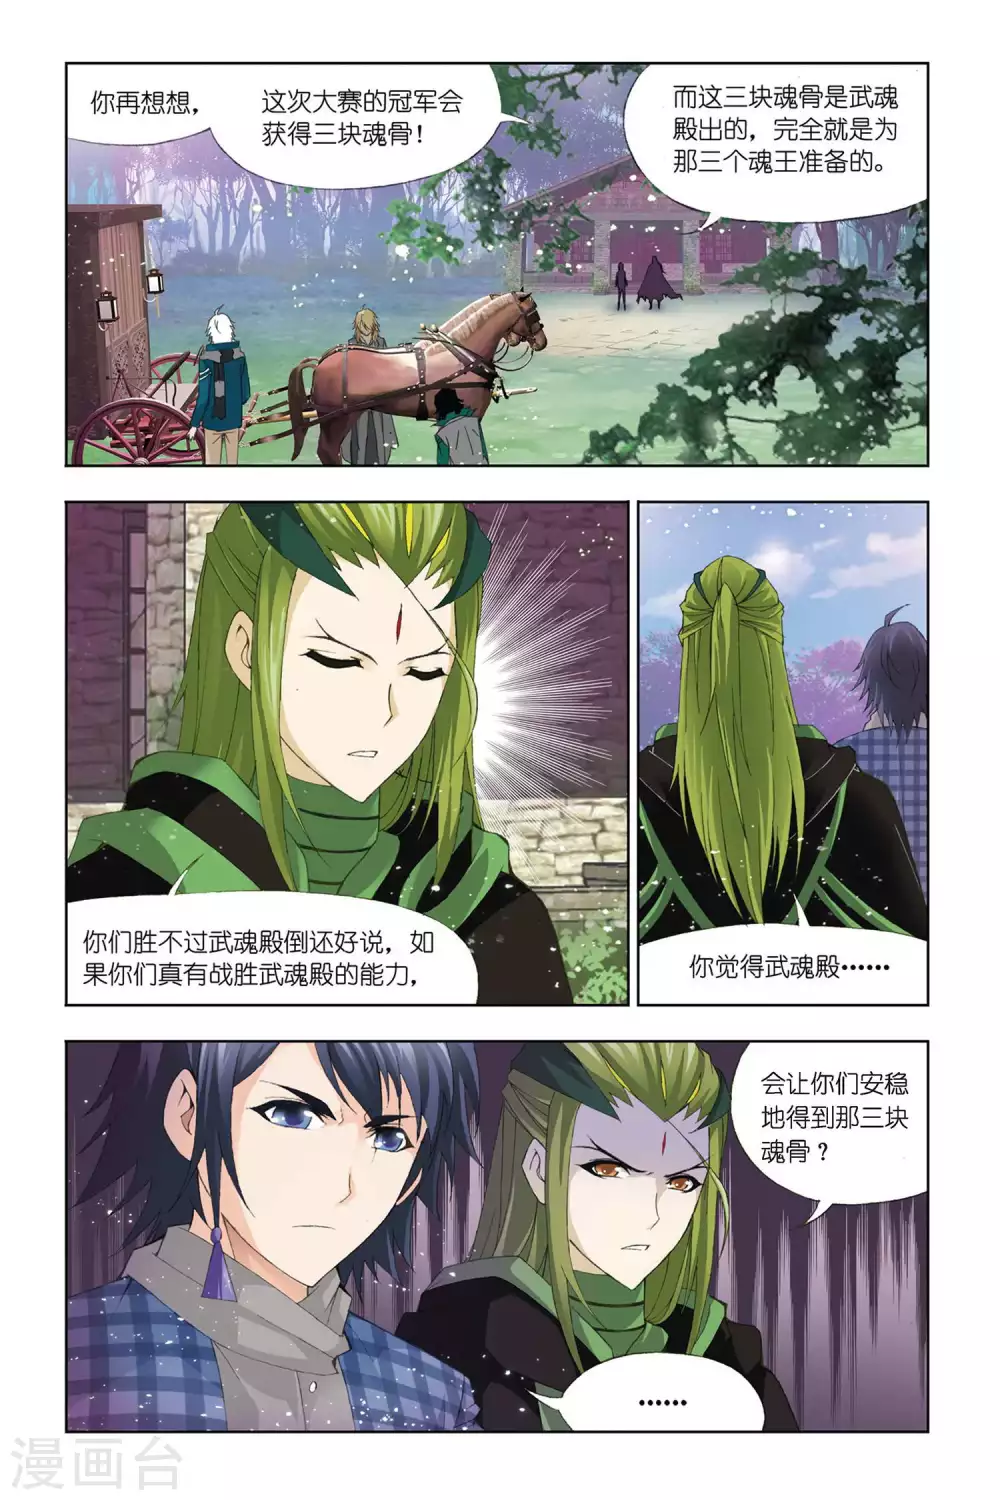 你再想想，
这次大赛的冠军会
获得三块魂骨！
而这三块魂骨是武魂
殿出的，完全就是为
那三个魂王准备的。
你们胜不过武魂殿倒还好说，如
果你们真有战胜武魂殿的能力，
你觉得武魂殿……
会让你们安稳
地得到那三块
魂骨？
……
漫画台